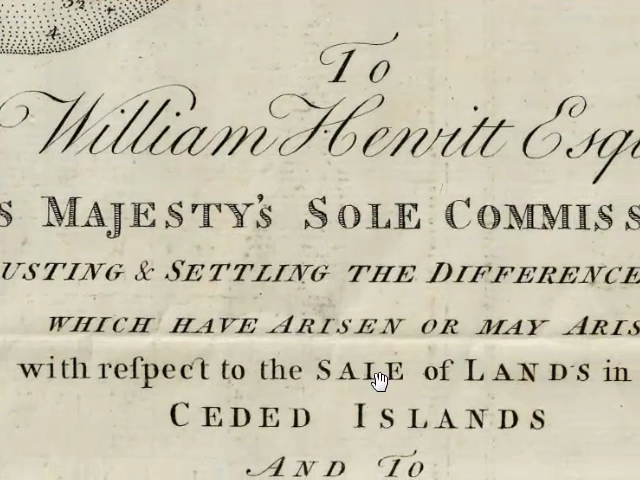 To
William Hewitt Esq
S MAJESTY'S SOLE COMMISS
USTING & SETTLING THE DIFFERENCE
WHICH HAVE ARISEN OR MAY ARIS
with reſpect to the SALE of LANDS in
CEDED ISLANDS
AND TO